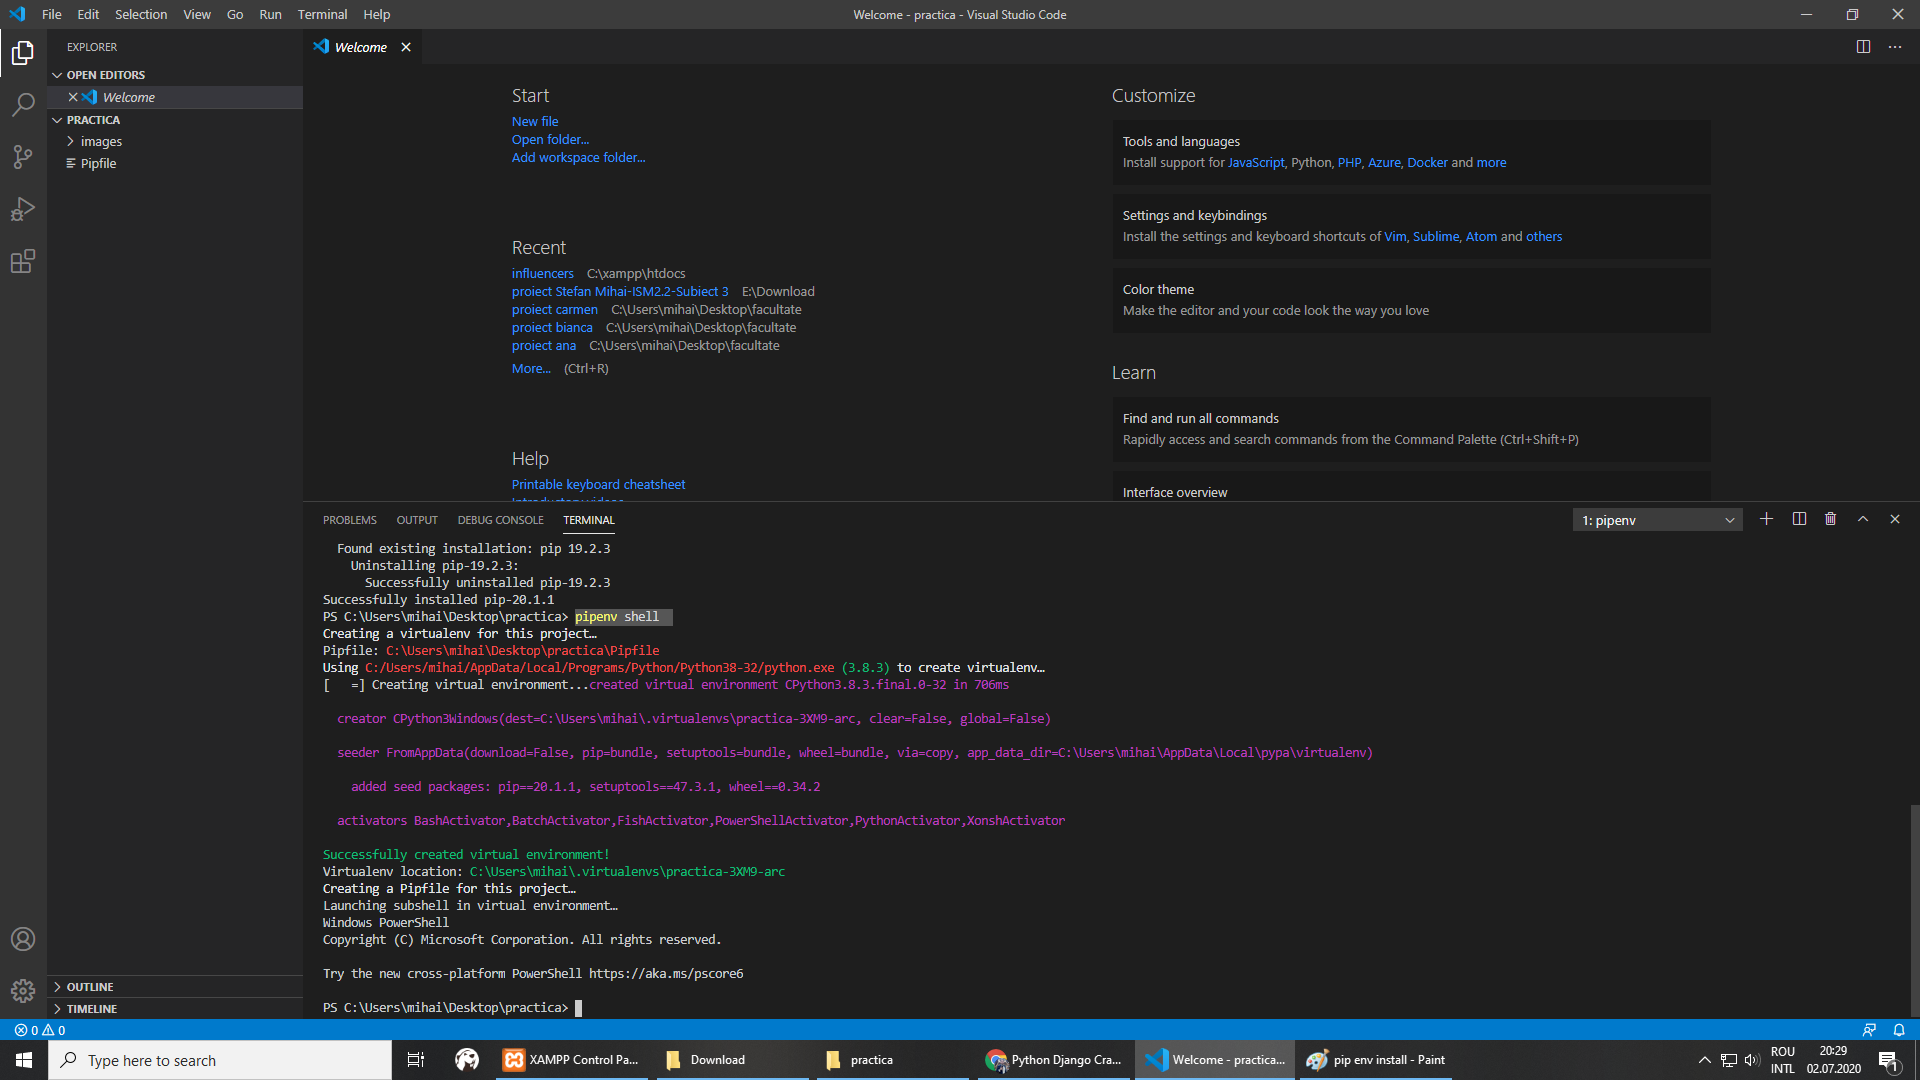 File Edit Selection View Go Run Terminal Help
Welcome - practica - Visual Studio Code
EXPLORER
OPEN EDITORS
Welcome
PRACTICA
images
Pipfile
OUTLINE
TIMELINE
Welcome
Start
New file
Open folder...
Add workspace folder...
Recent
influencers C:\xampp\htdocs
proiect Stefan Mihai-ISM2.2-Subiect 3 E:\Download
proiect carmen C:\Users\mihai\Desktop\facultate
proiect bianca C:\Users\mihai\Desktop\facultate
proiect ana C:\Users\mihai\Desktop\facultate
More... (Ctrl+R)
Help
Printable keyboard cheatsheet
Customize
Tools and languages
Install support for JavaScript, Python, PHP, Azure, Docker and more
Settings and keybindings
Install the settings and keyboard shortcuts of Vim, Sublime, Atom and others
Color theme
Make the editor and your code look the way you love
Learn
Find and run all commands
Rapidly access and search commands from the Command Palette (Ctrl+Shift+P)
Interface overview
PROBLEMS OUTPUT DEBUG CONSOLE TERMINAL
1: pipenv
Found existing installation: pip 19.2.3
Uninstalling pip-19.2.3:
Successfully uninstalled pip-19.2.3
Successfully installed pip-20.1.1
PS C:\Users\mihai\Desktop\practica> pipenv shell
Creating a virtualenv for this project…
Pipfile: C:\Users\mihai\Desktop\practica\Pipfile
Using C:/Users/mihai/AppData/Local/Programs/Python/Python38-32/python.exe (3.8.3) to create virtualenv…
[   =] Creating virtual environment...created virtual environment CPython3.8.3.final.0-32 in 706ms
creator CPython3Windows(dest=C:\Users\mihai\.virtualenvs\practica-3XM9-arc, clear=False, global=False)
seeder FromAppData(download=False, pip=bundle, setuptools=bundle, wheel=bundle, via=copy, app_data_dir=C:\Users\mihai\AppData\Local\pypa\virtualenv)
added seed packages: pip==20.1.1, setuptools==47.3.1, wheel==0.34.2
activators BashActivator,BatchActivator,FishActivator,PowerShellActivator,PythonActivator,XonshActivator
Successfully created virtual environment!
Virtualenv location: C:\Users\mihai\.virtualenvs\practica-3XM9-arc
Creating a Pipfile for this project…
Launching subshell in virtual environment…
Windows PowerShell
Copyright (C) Microsoft Corporation. All rights reserved.
Try the new cross-platform PowerShell https://aka.ms/pscore6
PS C:\Users\mihai\Desktop\practica>
0 0
Type here to search
XAMPP Control Pa...
Download
practica
Python Django Cra...
Welcome - practica...
pip env install - Paint
ROU
INTL
20:29
02.07.2020
1